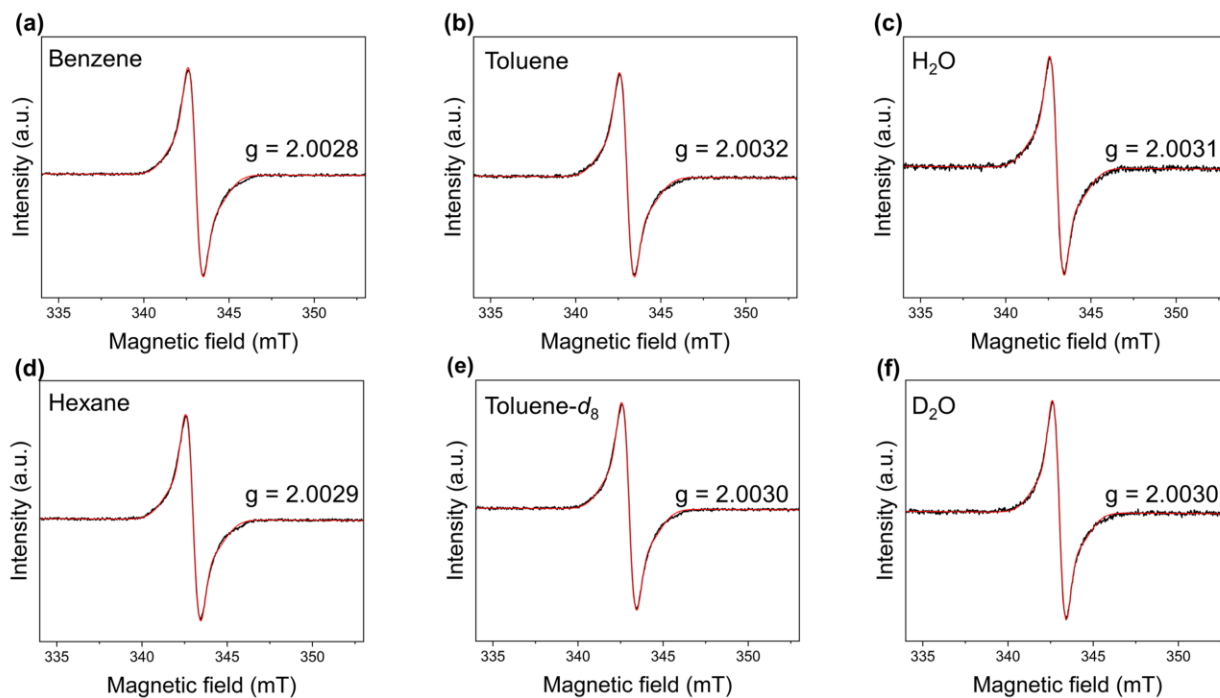 (a)
Benzene
g = 2.0028
Intensity (a.u.)
335 340 345 350
Magnetic field (mT)
(b)
Toluene
g = 2.0032
Intensity (a.u.)
335 340 345 350
Magnetic field (mT)
(c)
H₂O
g = 2.0031
Intensity (a.u.)
335 340 345 350
Magnetic field (mT)
(d)
Hexane
g = 2.0029
Intensity (a.u.)
335 340 345 350
Magnetic field (mT)
(e)
Toluene-d₈
g = 2.0030
Intensity (a.u.)
335 340 345 350
Magnetic field (mT)
(f)
D₂O
g = 2.0030
Intensity (a.u.)
335 340 345 350
Magnetic field (mT)